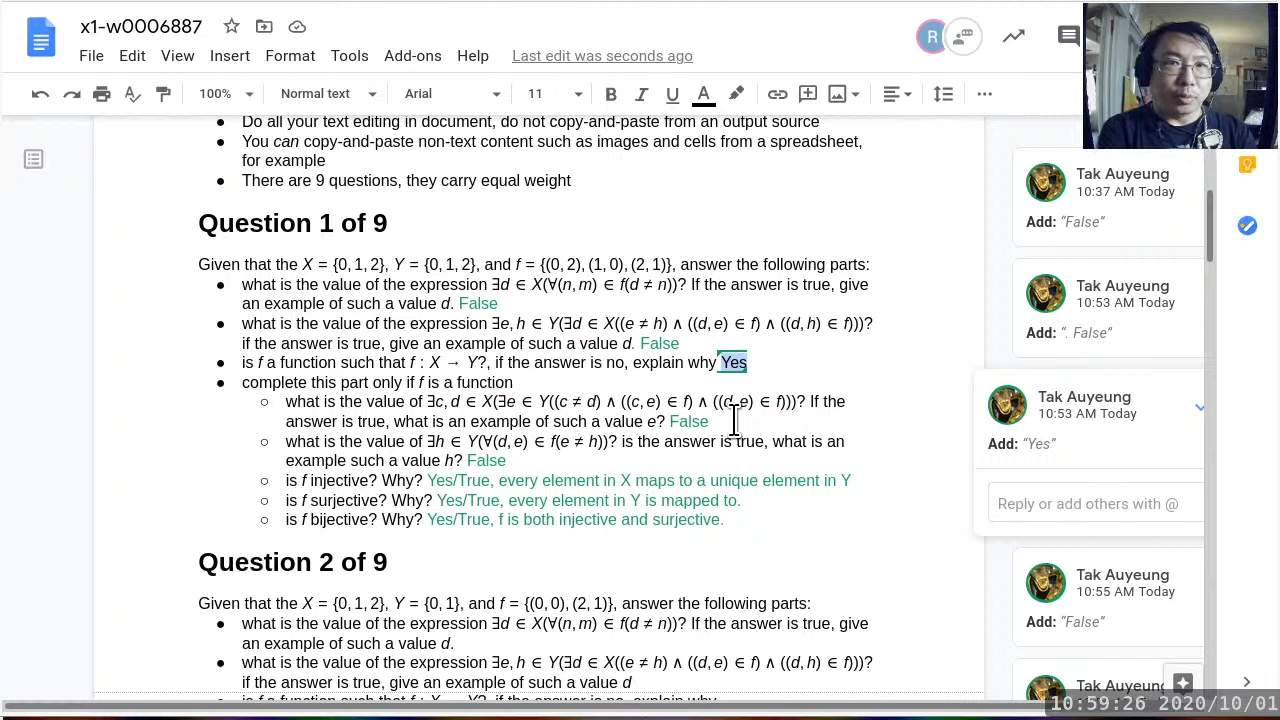 x1-w0006887
File Edit View Insert Format Tools Add-ons Help Last edit was seconds ago
R
100% Normal text Arial 11
Do all your text editing in document, do not copy-and-paste from an output source
You can copy-and-paste non-text content such as images and cells from a spreadsheet,
for example
There are 9 questions, they carry equal weight
Question 1 of 9
Given that the X = {0, 1, 2}, Y = {0, 1, 2}, and f = {(0, 2), (1, 0), (2, 1)}, answer the following parts:
what is the value of the expression ∃d ∈ X(∀(n, m) ∈ f(d ≠ n))? If the answer is true, give
an example of such a value d. False
what is the value of the expression ∃e, h ∈ Y(∃d ∈ X((e ≠ h) ∧ ((d, e) ∈ f) ∧ ((d, h) ∈ f)))?
if the answer is true, give an example of such a value d. False
is f a function such that f : X → Y?, if the answer is no, explain why Yes
complete this part only if f is a function
what is the value of ∃c, d ∈ X(∃e ∈ Y((c ≠ d) ∧ ((c, e) ∈ f) ∧ ((d, e) ∈ f)))? If the
answer is true, what is an example of such a value e? False
what is the value of ∃h ∈ Y(∀(d, e) ∈ f(e ≠ h))? is the answer is true, what is an
example such a value h? False
is f injective? Why? Yes/True, every element in X maps to a unique element in Y
is f surjective? Why? Yes/True, every element in Y is mapped to.
is f bijective? Why? Yes/True, f is both injective and surjective.
Question 2 of 9
Given that the X = {0, 1, 2}, Y = {0, 1}, and f = {(0, 0), (2, 1)}, answer the following parts:
what is the value of the expression ∃d ∈ X(∀(n, m) ∈ f(d ≠ n))? If the answer is true, give
an example of such a value d.
what is the value of the expression ∃e, h ∈ Y(∃d ∈ X((e ≠ h) ∧ ((d, e) ∈ f) ∧ ((d, h) ∈ f)))?
if the answer is true, give an example of such a value d
is f a function such that f : X → Y?, if the answer is no, explain why
Tak Auyeung
10:37 AM Today
Add: “False”
Tak Auyeung
10:53 AM Today
Add: “. False”
Tak Auyeung
10:53 AM Today
Add: “Yes”
Reply or add others with @
Tak Auyeung
10:55 AM Today
Add: “False”
Tak Auyeung
10:59:26 2020/10/01